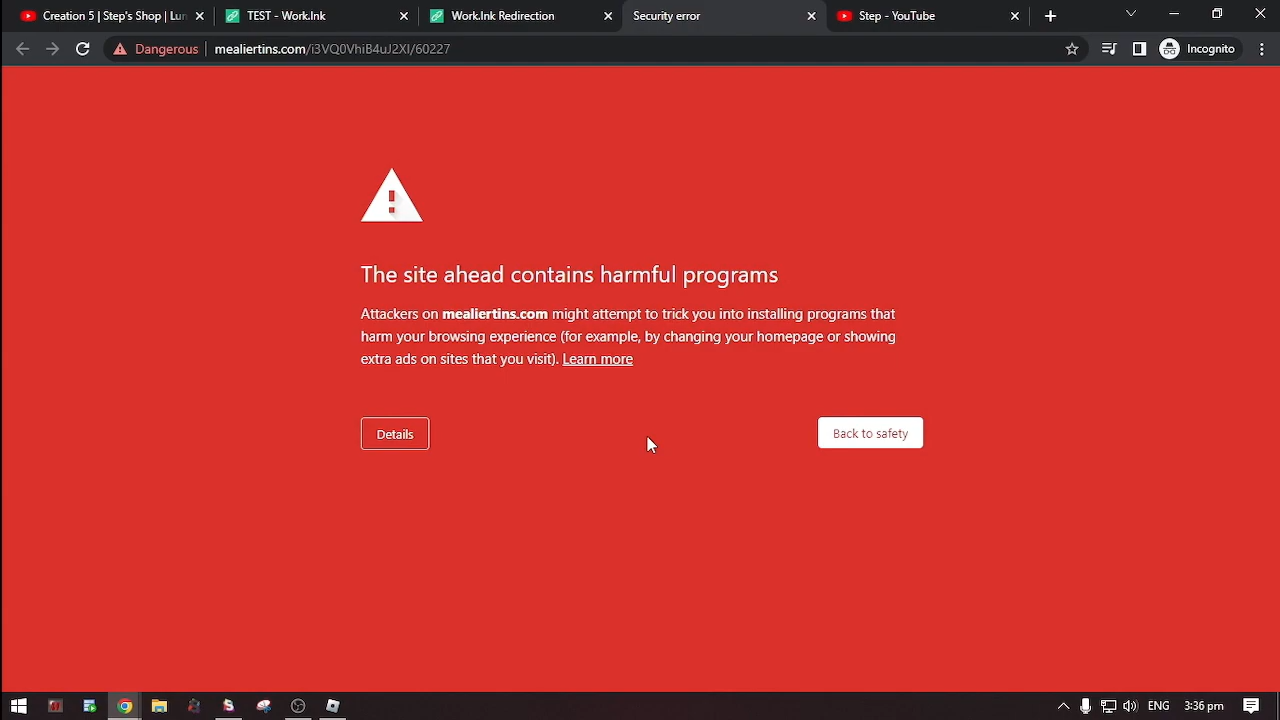 Creation 5 | Step's Shop | Lun
TEST - Work.Ink
Work.Ink Redirection
Security error
Step - YouTube
Dangerous
mealiertins.com/i3VQ0VhiB4uJ2XI/60227
Incognito
The site ahead contains harmful programs
Attackers on mealiertins.com might attempt to trick you into installing programs that
harm your browsing experience (for example, by changing your homepage or showing
extra ads on sites that you visit). Learn more
Details
Back to safety
ENG
3:36 pm